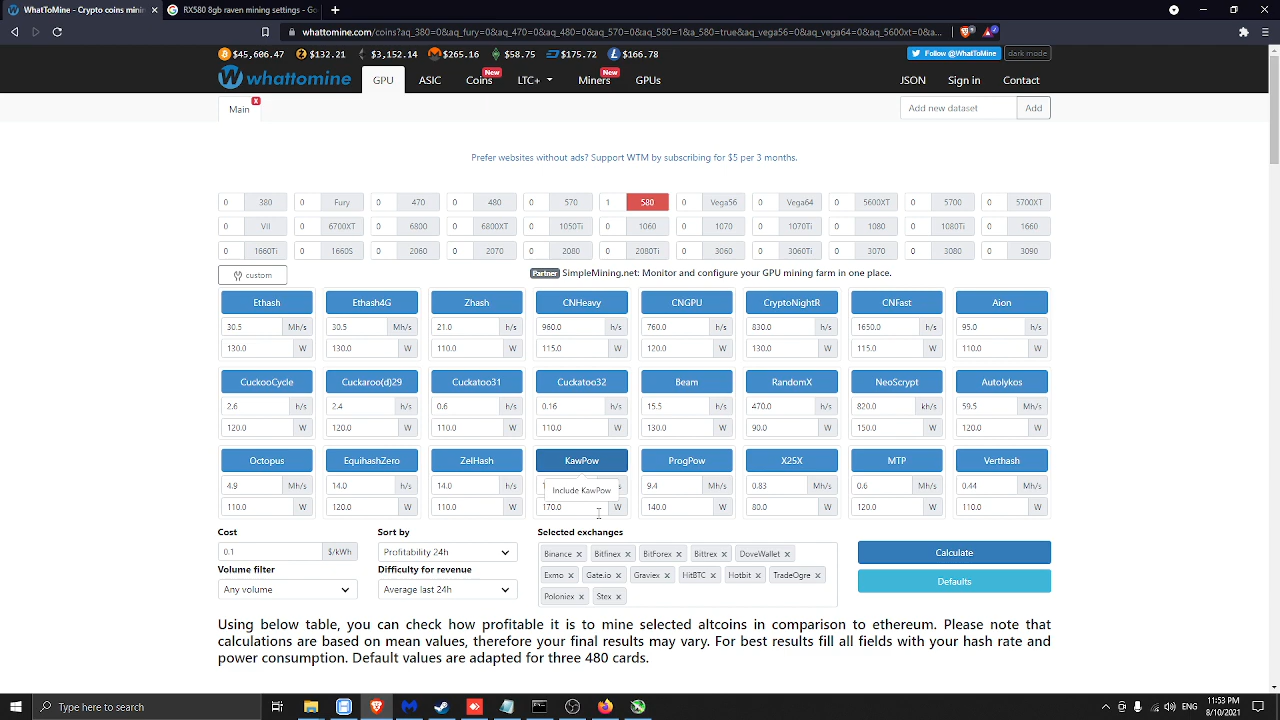 WhatToMine - Crypto coins mini
RX580 8gb raven mining settings - Go
whattomine.com/coins?aq_380=0&aq_fury=0&aq_470=0&aq_480=0&aq_570=0&aq_580=1&a_580=true&aq_vega56=0&aq_vega64=0&aq_5600xt=0&a...
$45,686.47 $132.21 $3,152.14 $265.16 $58.75 $175.72 $166.78
Follow @WhatToMine dark mode
whattomine GPU ASIC Coins New LTC+ Miners New GPUs JSON Sign in Contact
Main x
Add new dataset Add
Prefer websites without ads? Support WTM by subscribing for $5 per 3 months.
0 380 0 Fury 0 470 0 480 0 570 1 580 0 Vega56 0 Vega64 0 5600XT 0 5700 0 5700XT
0 VII 0 6700XT 0 6800 0 6800XT 0 1050Ti 0 1060 0 1070 0 1070Ti 0 1080 0 1080Ti 0 1660
0 1660Ti 0 1660S 0 2060 0 2070 0 2080 0 2080Ti 0 3060 0 3060Ti 0 3070 0 3080 0 3090
custom
Partner SimpleMining.net: Monitor and configure your GPU mining farm in one place.
Ethash Ethash4G Zhash CNHeavy CNGPU CryptoNightR CNFast Aion
30.5 Mh/s 30.5 Mh/s 21.0 h/s 960.0 h/s 760.0 h/s 830.0 h/s 1650.0 h/s 95.0 h/s
130.0 W 130.0 W 110.0 W 115.0 W 120.0 W 130.0 W 115.0 W 110.0 W
CuckooCycle Cuckaroo(d)29 Cuckatoo31 Cuckatoo32 Beam RandomX NeoScrypt Autolykos
2.6 h/s 2.4 h/s 0.6 h/s 0.16 h/s 15.5 h/s 470.0 h/s 820.0 kh/s 59.5 Mh/s
120.0 W 120.0 W 110.0 W 110.0 W 130.0 W 90.0 W 150.0 W 120.0 W
Octopus EquihashZero ZelHash KawPow ProgPow X25X MTP Verthash
4.9 Mh/s 14.0 h/s 14.0 h/s 9.4 Mh/s 0.83 Mh/s 0.6 Mh/s 0.44 Mh/s
Include KawPow
110.0 W 120.0 W 110.0 W 170.0 W 140.0 W 80.0 W 120.0 W 110.0 W
Cost Sort by Selected exchanges
0.1 $/kWh Profitability 24h Binance × Bitfinex × BitForex × Bittrex × DoveWallet × Calculate
Volume filter Difficulty for revenue Exmo × Gate.io × Graviex × HitBTC × Hotbit × TradeOgre × Defaults
Any volume Average last 24h Poloniex × Stex ×
Using below table, you can check how profitable it is to mine selected altcoins in comparison to ethereum. Please note that
calculations are based on mean values, therefore your final results may vary. For best results fill all fields with your hash rate and
power consumption. Default values are adapted for three 480 cards.
Type here to search
ENG 11:53 PM
8/10/2021